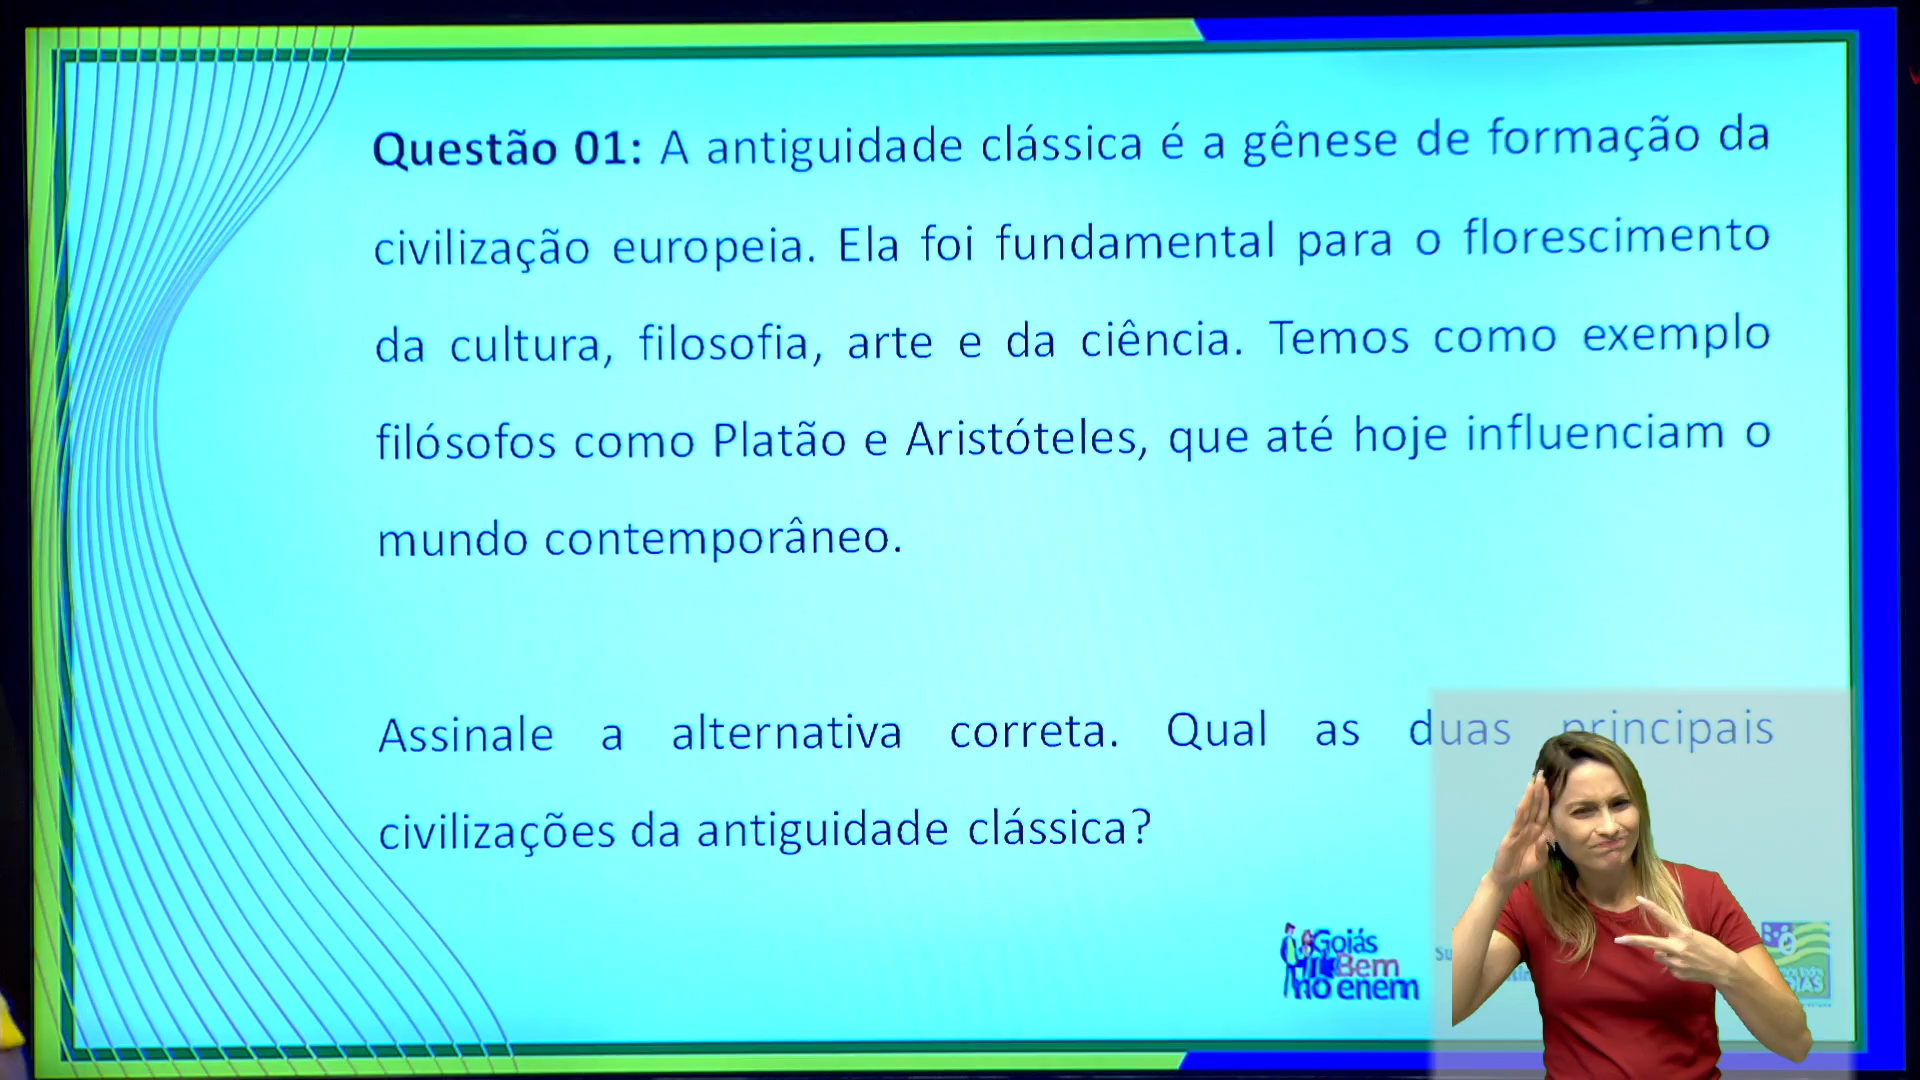 Questão 01: A antiguidade clássica é a gênese de formação da
civilização europeia. Ela foi fundamental para o florescimento
da cultura, filosofia, arte e da ciência. Temos como exemplo
filósofos como Platão e Aristóteles, que até hoje influenciam o
mundo contemporâneo.
Assinale a alternativa correta. Qual as duas principais
civilizações da antiguidade clássica?
Goiás
Bem
no enem